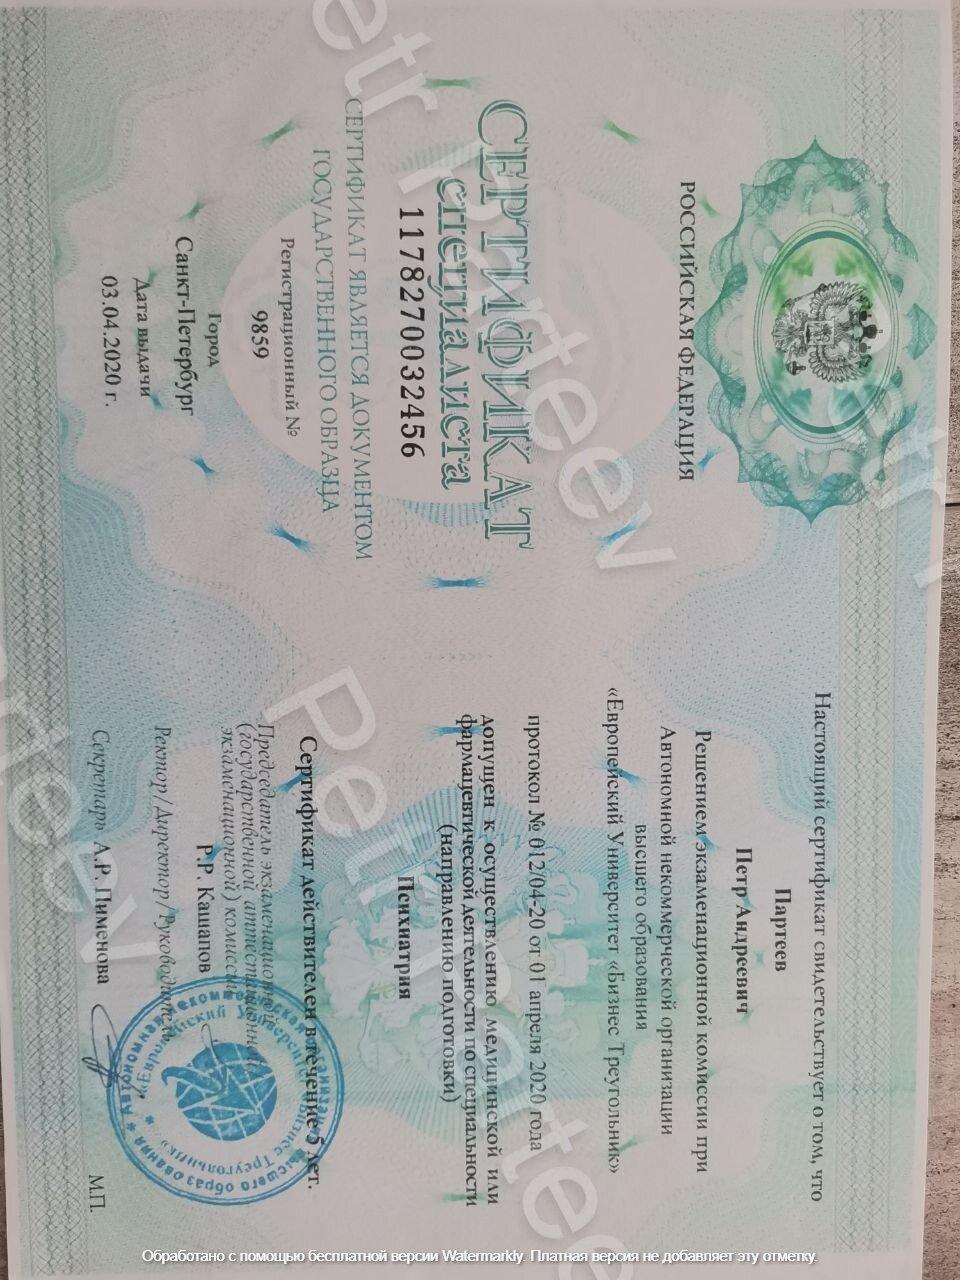 РОССИЙСКАЯ ФЕДЕРАЦИЯ
СЕРТИФИКАТ
специалиста
1178270032456
СЕРТИФИКАТ ЯВЛЯЕТСЯ ДОКУМЕНТОМ
ГОСУДАРСТВЕННОГО ОБРАЗЦА
Регистрационный №
9859
Город
Санкт-Петербург
Дата выдачи
03.04.2020 г.
Настоящий сертификат свидетельствует о том, что
Партеев
Петр Андреевич
Решением экзаменационной комиссии при
Автономной некоммерческой организации
высшего образования
«Европейский Университет «Бизнес Треугольник»
протокол № 012/04-20 от 01 апреля 2020 года
допущен к осуществлению медицинской или
фармацевтической деятельности по специальности
(направлению подготовки)
Психиатрия
Сертификат действителен в течение 5 лет.
Председатель экзаменационной
(государственной аттестационной,
экзаменационной) комиссии
Р.Р. Кашапов
Ректор/Директор/Руководитель
Секретарь А.Р. Пименова
М.П.
Petr Parteev
Petr Parteev
Обработано с помощью бесплатной версии Watermarkly. Платная версия не добавляет эту отметку.